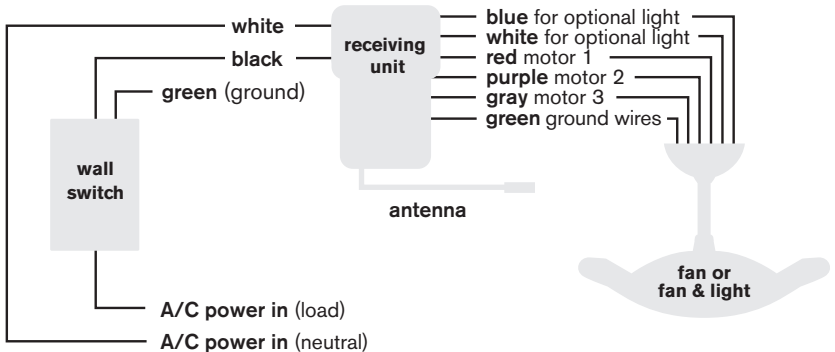 white
black
green (ground)
receiving
unit
blue for optional light
white for optional light
red motor 1
purple motor 2
gray motor 3
green ground wires
wall
switch
antenna
fan or
fan & light
A/C power in (load)
A/C power in (neutral)